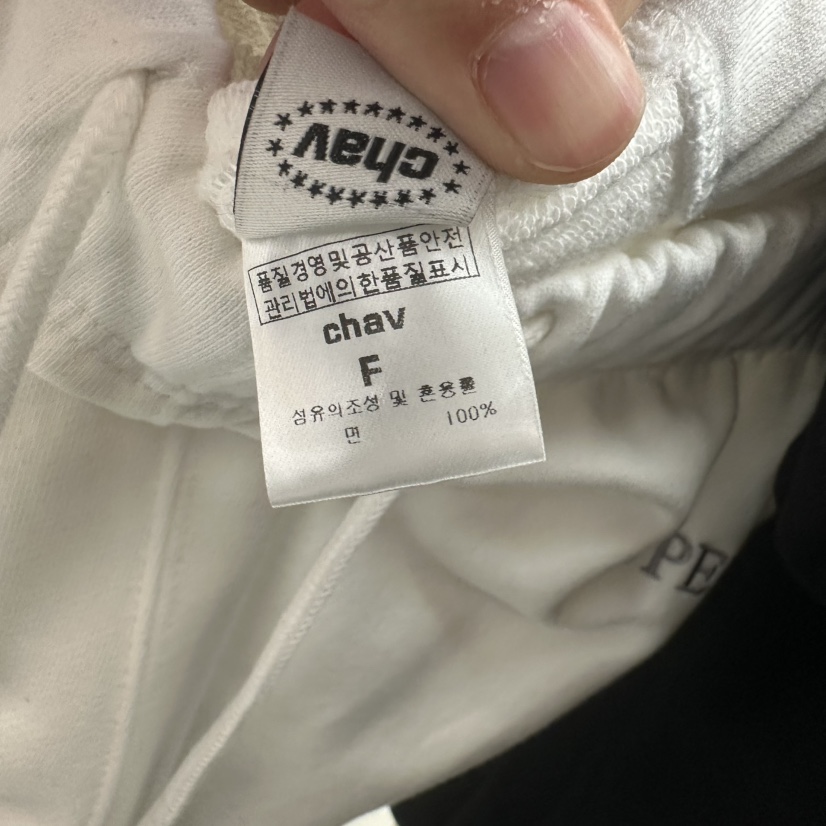 chav
품질경영및공산품안전
관리법에의한품질표시
chav
F
섬유의조성 및 혼용률
면 100%
PE